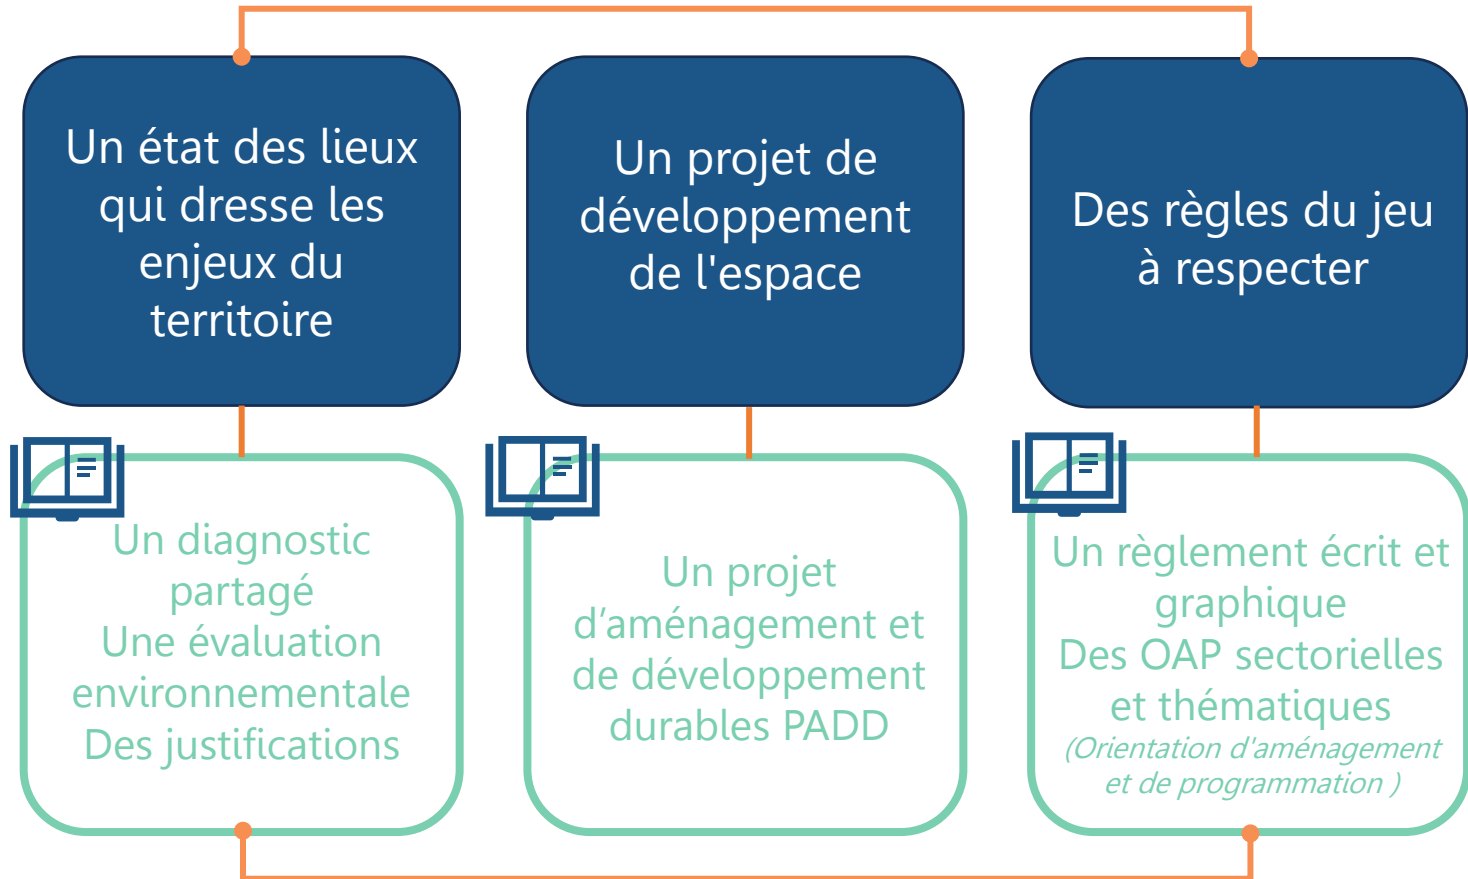 Un état des lieux
qui dresse les
enjeux du
territoire
Un projet de
développement
de l'espace
Des règles du jeu
à respecter
Un diagnostic
partagé
Une évaluation
environnementale
Des justifications
Un projet
d’aménagement et
de développement
durables PADD
Un règlement écrit et
graphique
Des OAP sectorielles
et thématiques
(Orientation d'aménagement
et de programmation )